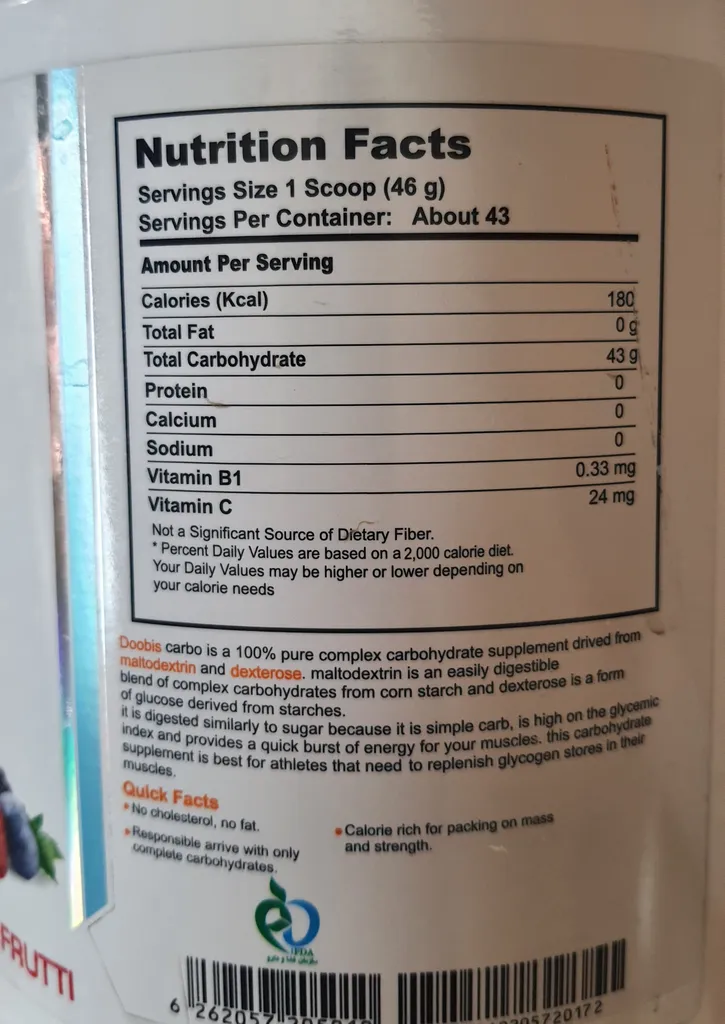 Nutrition Facts
Servings Size 1 Scoop (46 g)
Servings Per Container: About 43
Amount Per Serving
Calories (Kcal) 180
Total Fat 0 g
Total Carbohydrate 43 g
Protein 0
Calcium 0
Sodium 0
Vitamin B1 0.33 mg
Vitamin C 24 mg
Not a Significant Source of Dietary Fiber.
* Percent Daily Values are based on a 2,000 calorie diet.
Your Daily Values may be higher or lower depending on
your calorie needs
Doobis carbo is a 100% pure complex carbohydrate supplement drived from
maltodextrin and dexterose. maltodextrin is an easily digestible
blend of complex carbohydrates from corn starch and dexterose is a form
of glucose derived from starches.
it is digested similarly to sugar because it is simple carb, is high on the glycemic
index and provides a quick burst of energy for your muscles. this carbohydrate
supplement is best for athletes that need to replenish glycogen stores in their
muscles.
Quick Facts
• No cholesterol, no fat.
• Responsible arrive with only
complete carbohydrates.
• Calorie rich for packing on mass
and strength.
FRUTTI
IFDA
سازمان غذا و دارو